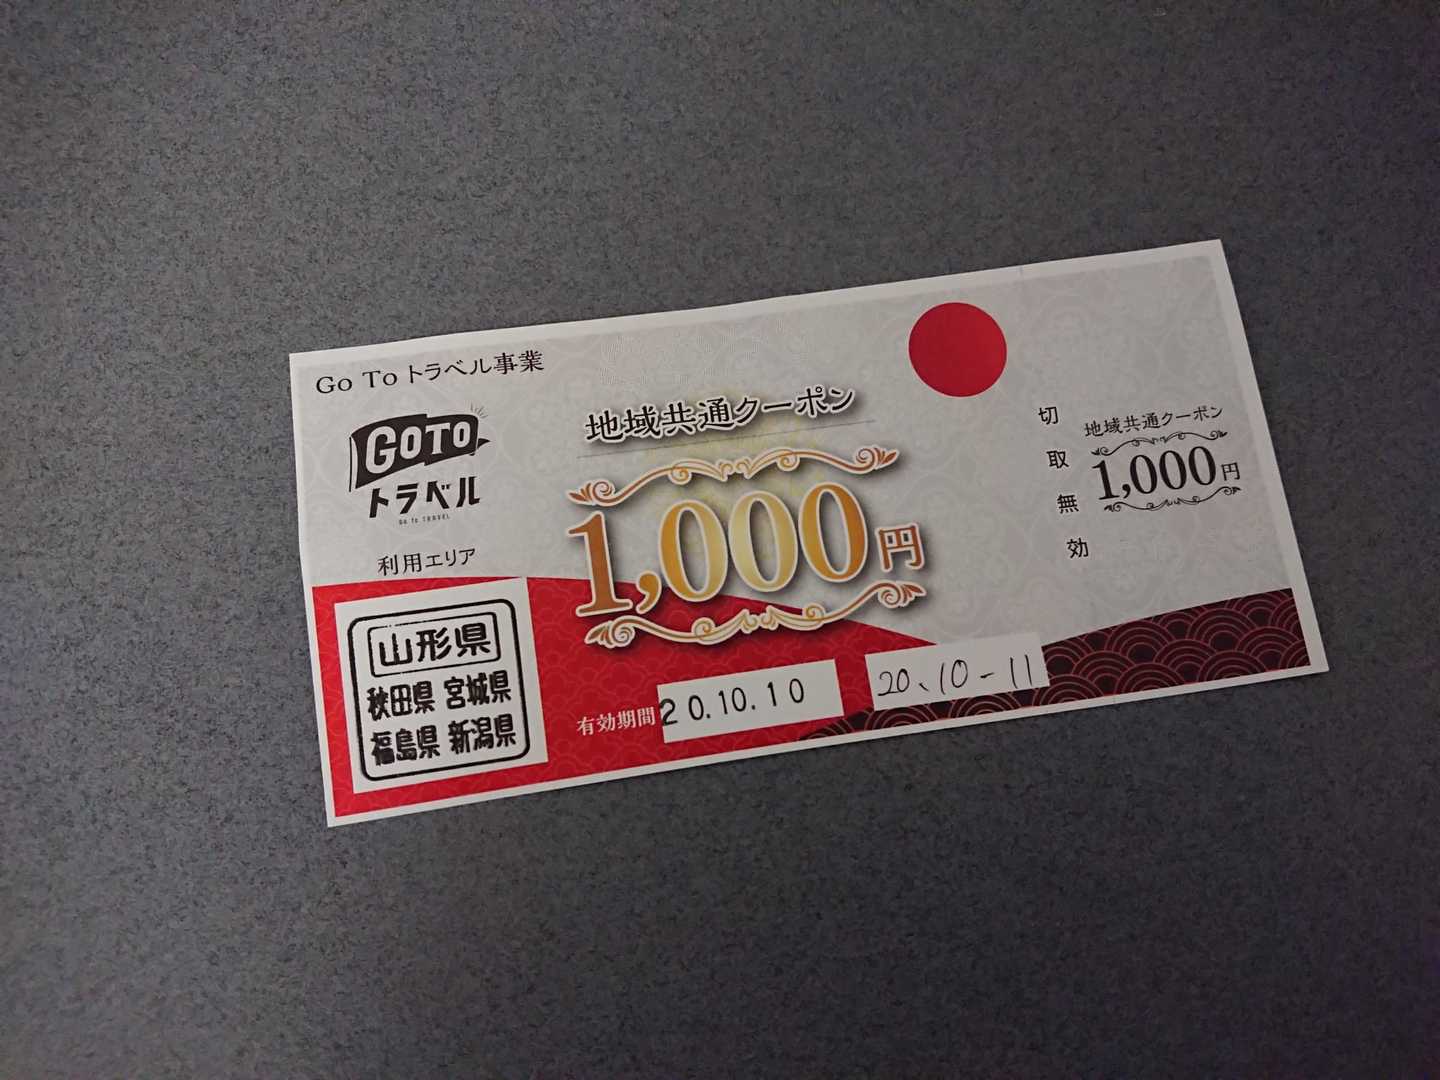 Go To トラベル事業
GOTO
トラベル
Go To TRAVEL
利用エリア
山形県
秋田県 宮城県
福島県 新潟県
地域共通クーポン
1,000円
有効期間 20.10.10 20、10-11
切取無効
地域共通クーポン
1,000円